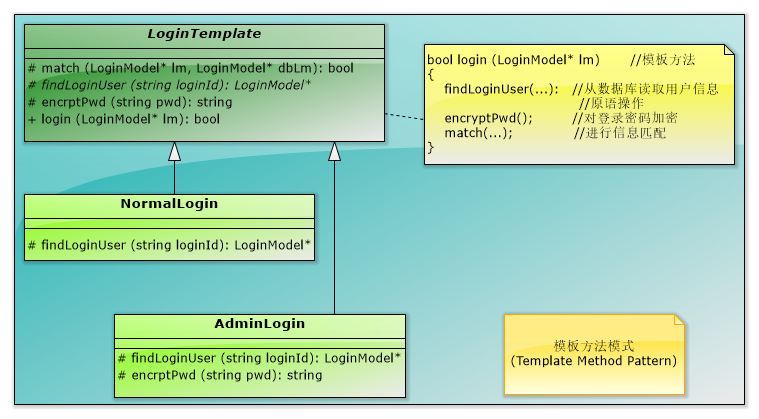 LoginTemplate
# match (LoginModel* lm, LoginModel* dbLm): bool
# findLoginUser (string loginId): LoginModel*
# encrptPwd (string pwd): string
+ login (LoginModel* lm): bool
bool login (LoginModel* lm) //模板方法
{
findLoginUser(...): //从数据库读取用户信息
//原语操作
encryptPwd(); //对登录密码加密
match(...); //进行信息匹配
}
NormalLogin
# findLoginUser (string loginId): LoginModel*
AdminLogin
# findLoginUser (string loginId): LoginModel*
# encrptPwd (string pwd): string
模板方法模式
(Template Method Pattern)